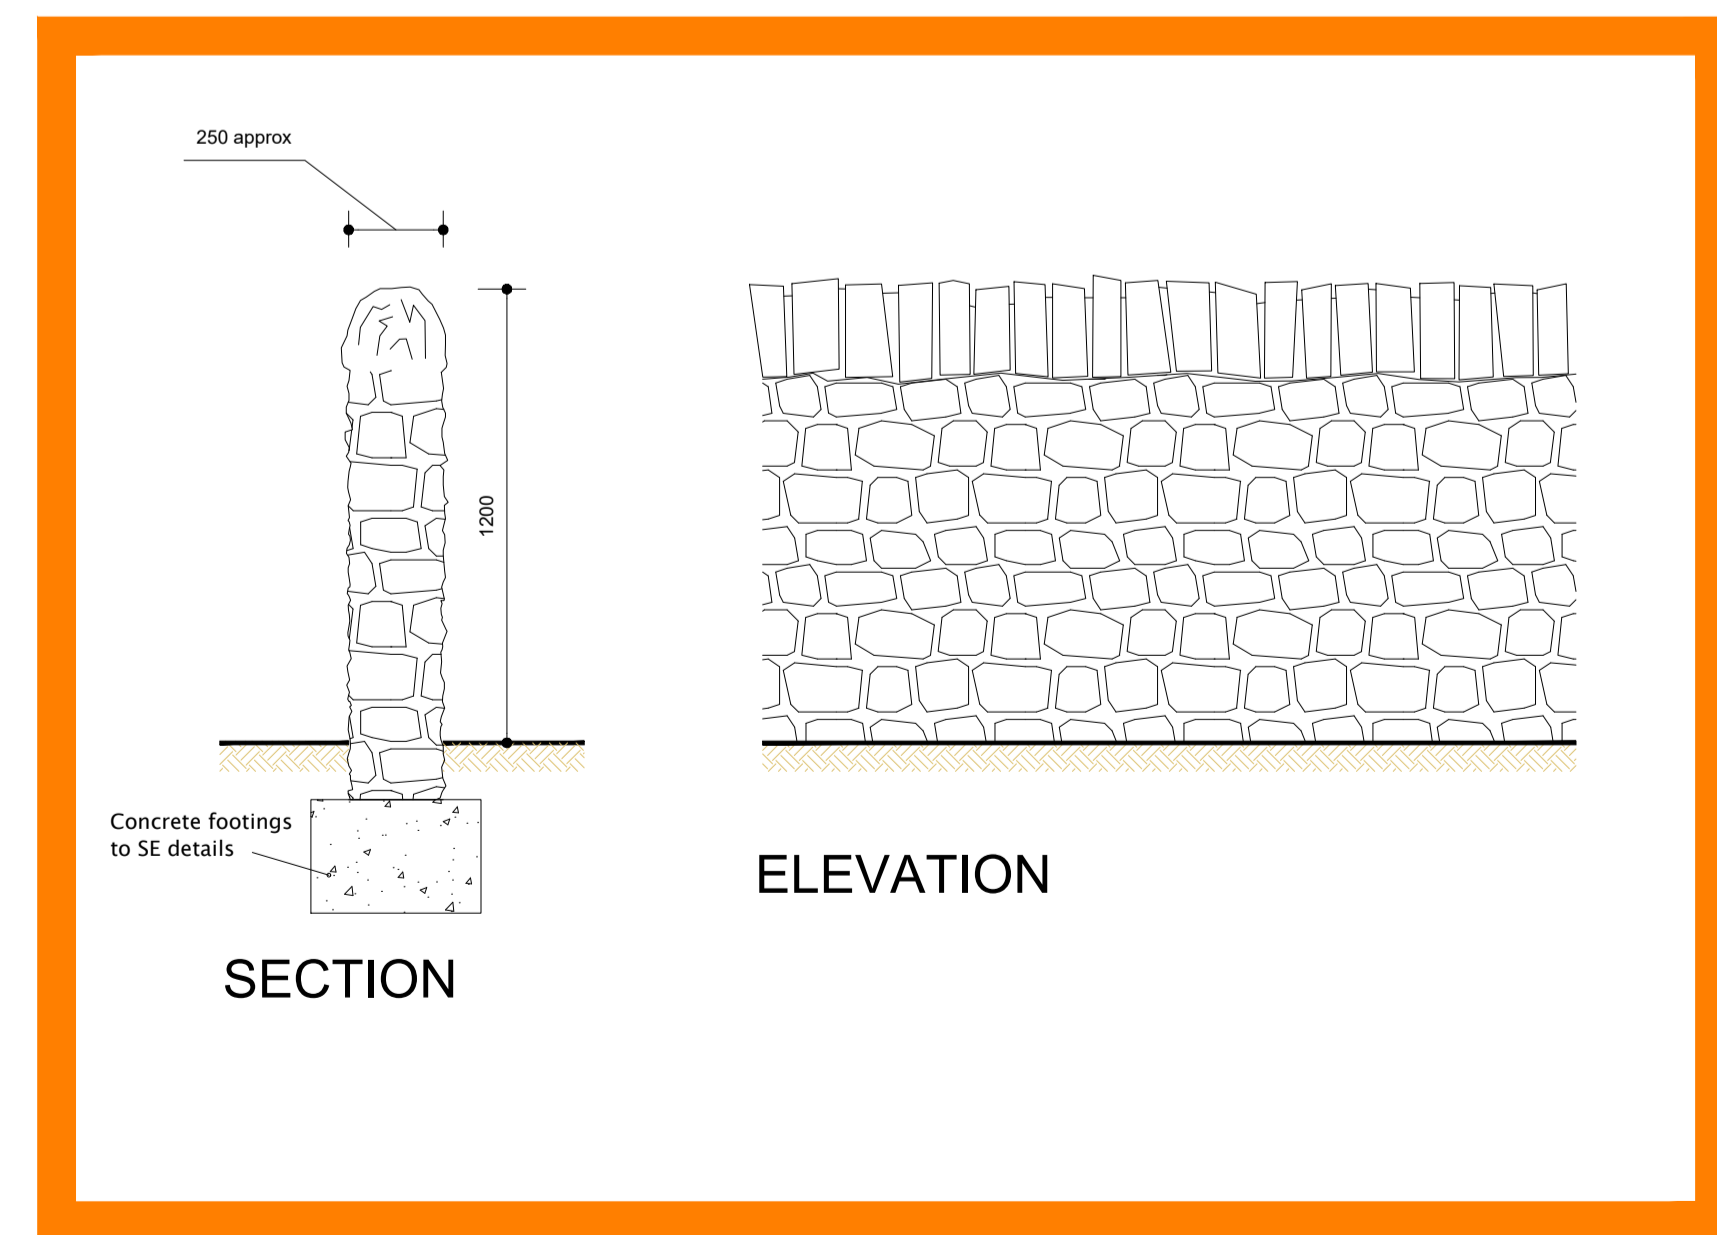 250 approx
1200
Concrete footings
to SE details
SECTION
ELEVATION